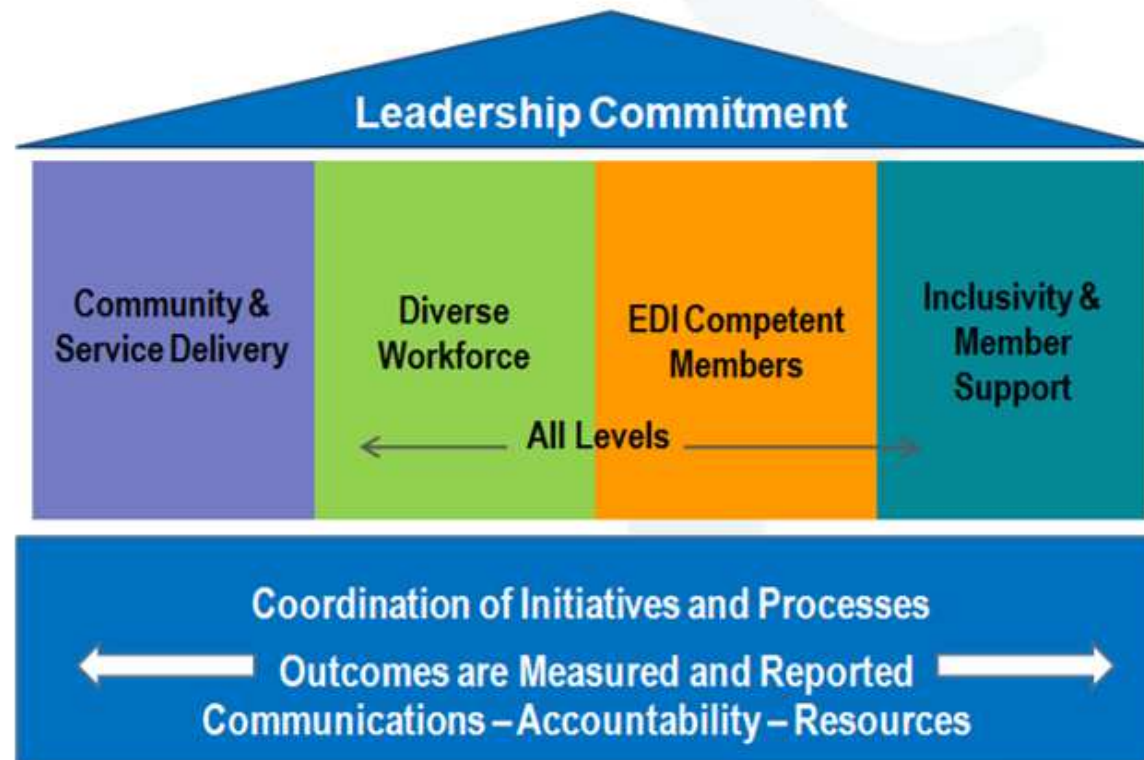 Leadership Commitment
Community &
Service Delivery
Diverse
Workforce
EDI Competent
Members
Inclusivity &
Member
Support
All Levels
Coordination of Initiatives and Processes
Outcomes are Measured and Reported
Communications – Accountability – Resources